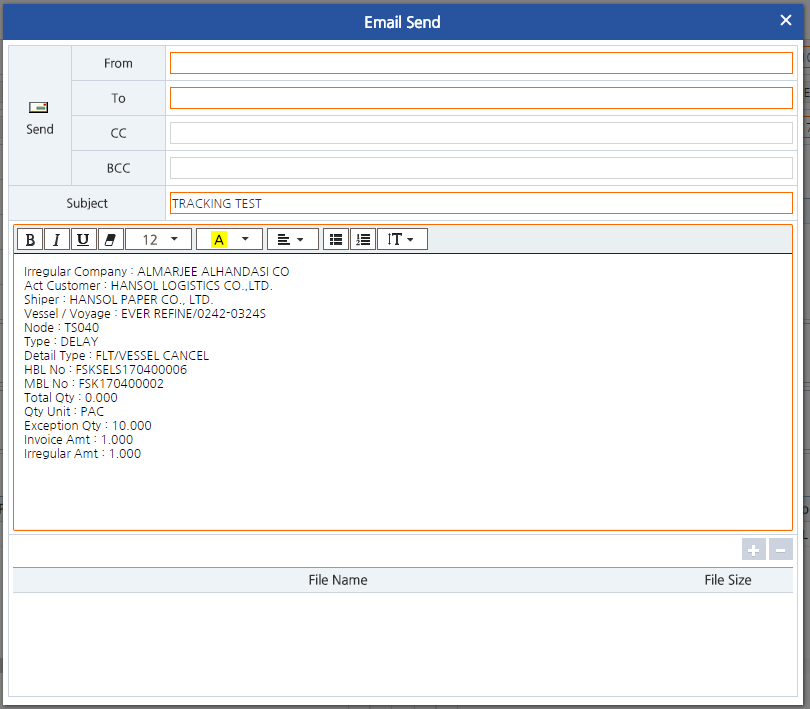 Email Send
From
To
Send
CC
BCC
Subject
TRACKING TEST
B I U 12 A T
Irregular Company : ALMARJEE ALHANDASI CO
Act Customer : HANSOL LOGISTICS CO.,LTD.
Shiper : HANSOL PAPER CO., LTD.
Vessel / Voyage : EVER REFINE/0242-0324S
Node : TS040
Type : DELAY
Detail Type : FLT/VESSEL CANCEL
HBL No : FSKSELS170400006
MBL No : FSK170400002
Total Qty : 0.000
Qty Unit : PAC
Exception Qty : 10.000
Invoice Amt : 1.000
Irregular Amt : 1.000
File Name File Size